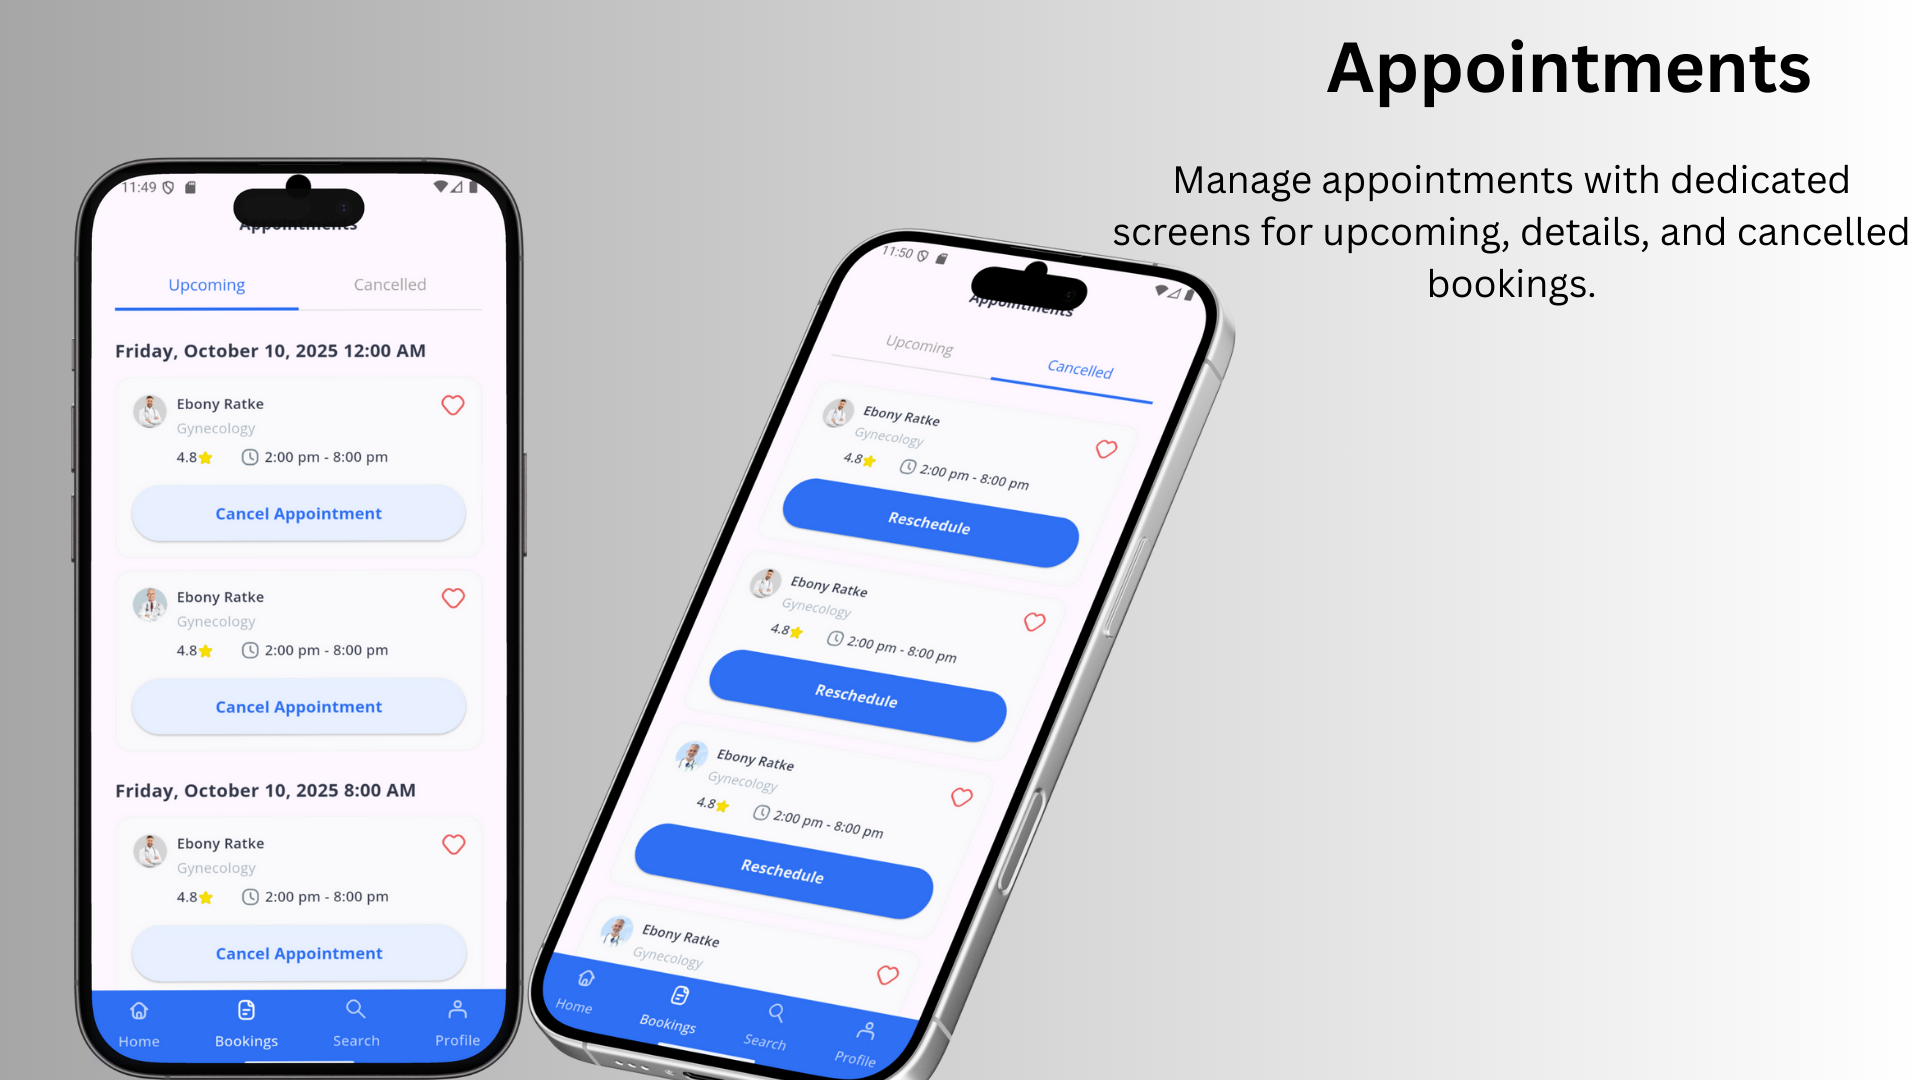 Appointments
Manage appointments with dedicated
screens for upcoming, details, and cancelled
bookings.
11:49
Appointments
Upcoming Cancelled
Friday, October 10, 2025 12:00 AM
Ebony Ratke
Gynecology
4.8 2:00 pm - 8:00 pm
Cancel Appointment
Ebony Ratke
Gynecology
4.8 2:00 pm - 8:00 pm
Cancel Appointment
Friday, October 10, 2025 8:00 AM
Ebony Ratke
Gynecology
4.8 2:00 pm - 8:00 pm
Cancel Appointment
Home Bookings Search Profile
11:50
Appointments
Upcoming Cancelled
Ebony Ratke
Gynecology
4.8 2:00 pm - 8:00 pm
Reschedule
Ebony Ratke
Gynecology
4.8 2:00 pm - 8:00 pm
Reschedule
Ebony Ratke
Gynecology
4.8 2:00 pm - 8:00 pm
Reschedule
Ebony Ratke
Gynecology
Home Bookings Search Profile